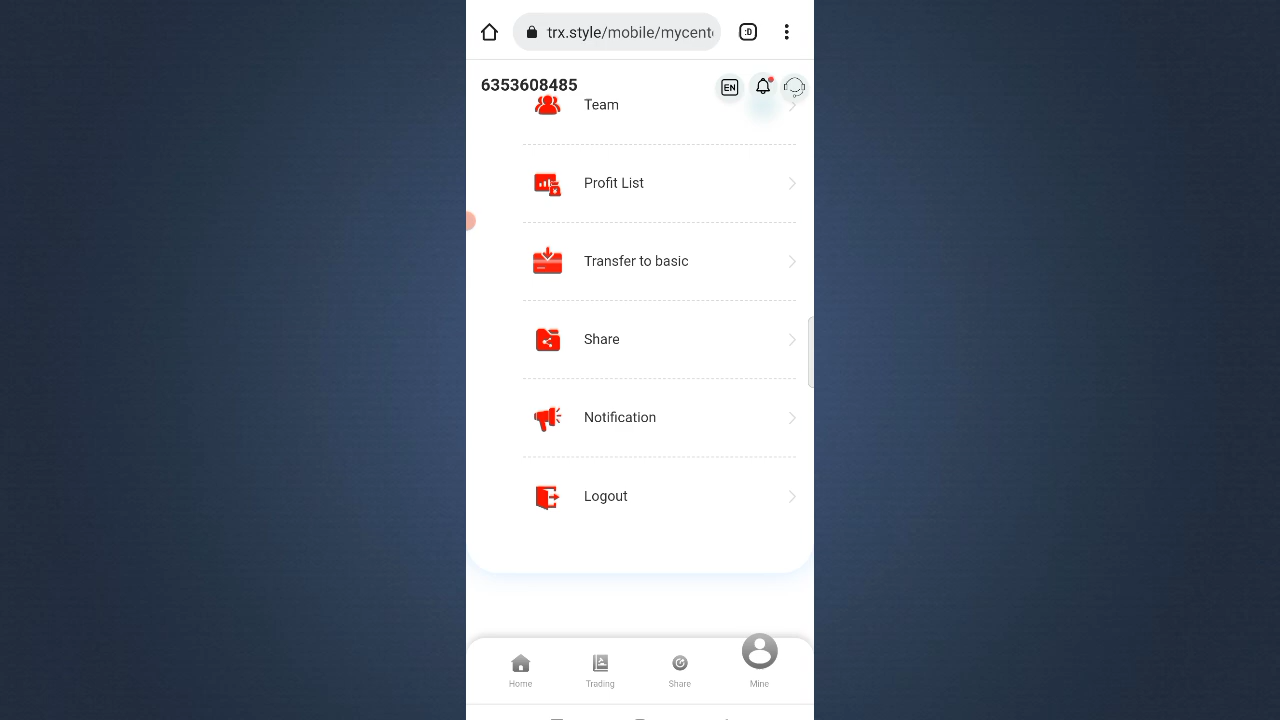 trx.style/mobile/mycent
:D
6353608485
EN
Team
Profit List
Transfer to basic
Share
Notification
Logout
Home
Trading
Share
Mine